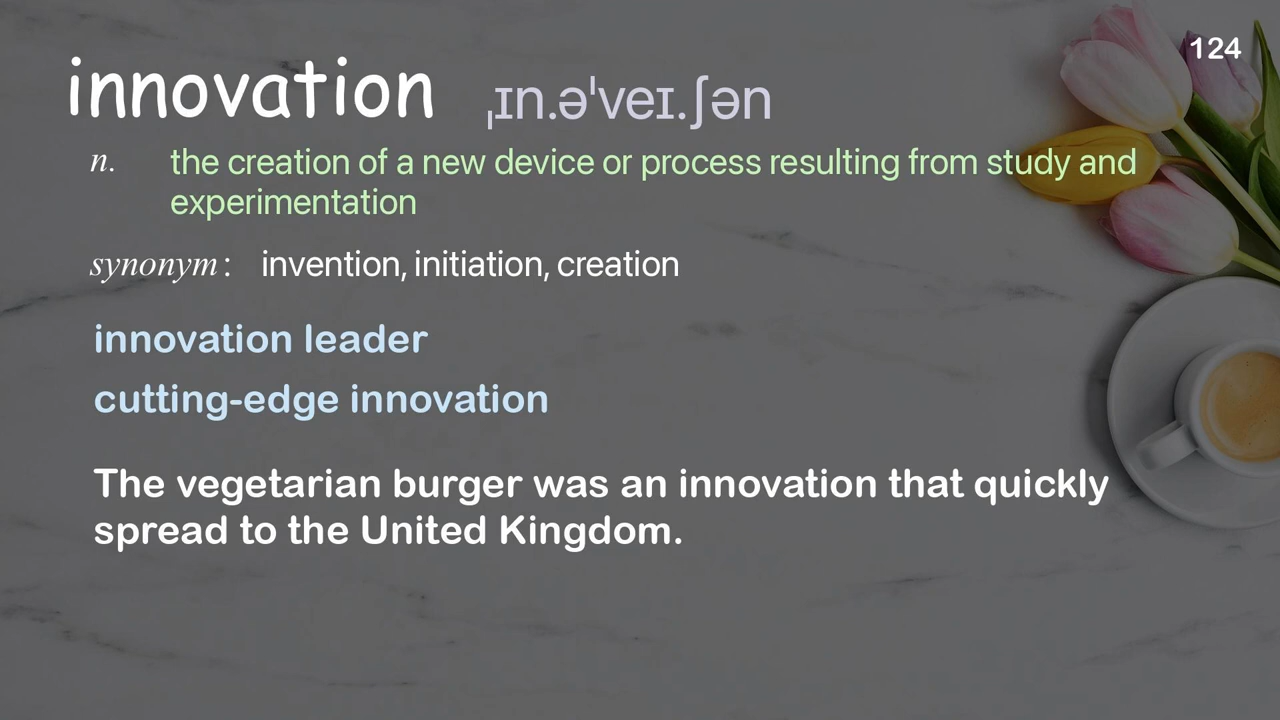 124
innovation ˌɪn.əˈveɪ.ʃən
n. the creation of a new device or process resulting from study and
experimentation
synonym: invention, initiation, creation
innovation leader
cutting-edge innovation
The vegetarian burger was an innovation that quickly
spread to the United Kingdom.